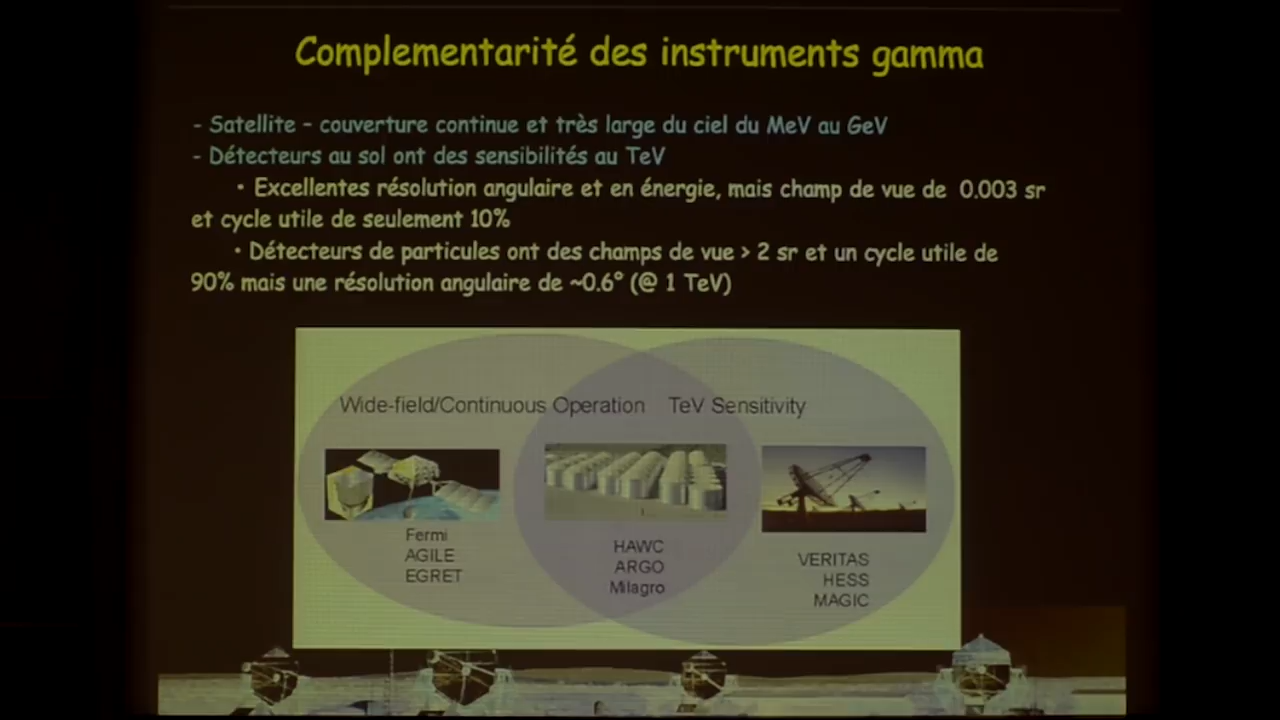 Complementarité des instruments gamma
- Satellite – couverture continue et très large du ciel du MeV au GeV
- Détecteurs au sol ont des sensibilités au TeV
• Excellentes résolution angulaire et en énergie, mais champ de vue de 0.003 sr
et cycle utile de seulement 10%
• Détecteurs de particules ont des champs de vue > 2 sr et un cycle utile de
90% mais une résolution angulaire de ~0.6° (@ 1 TeV)
Wide-field/Continuous Operation TeV Sensitivity
Fermi
AGILE
EGRET
HAWC
ARGO
Milagro
VERITAS
HESS
MAGIC